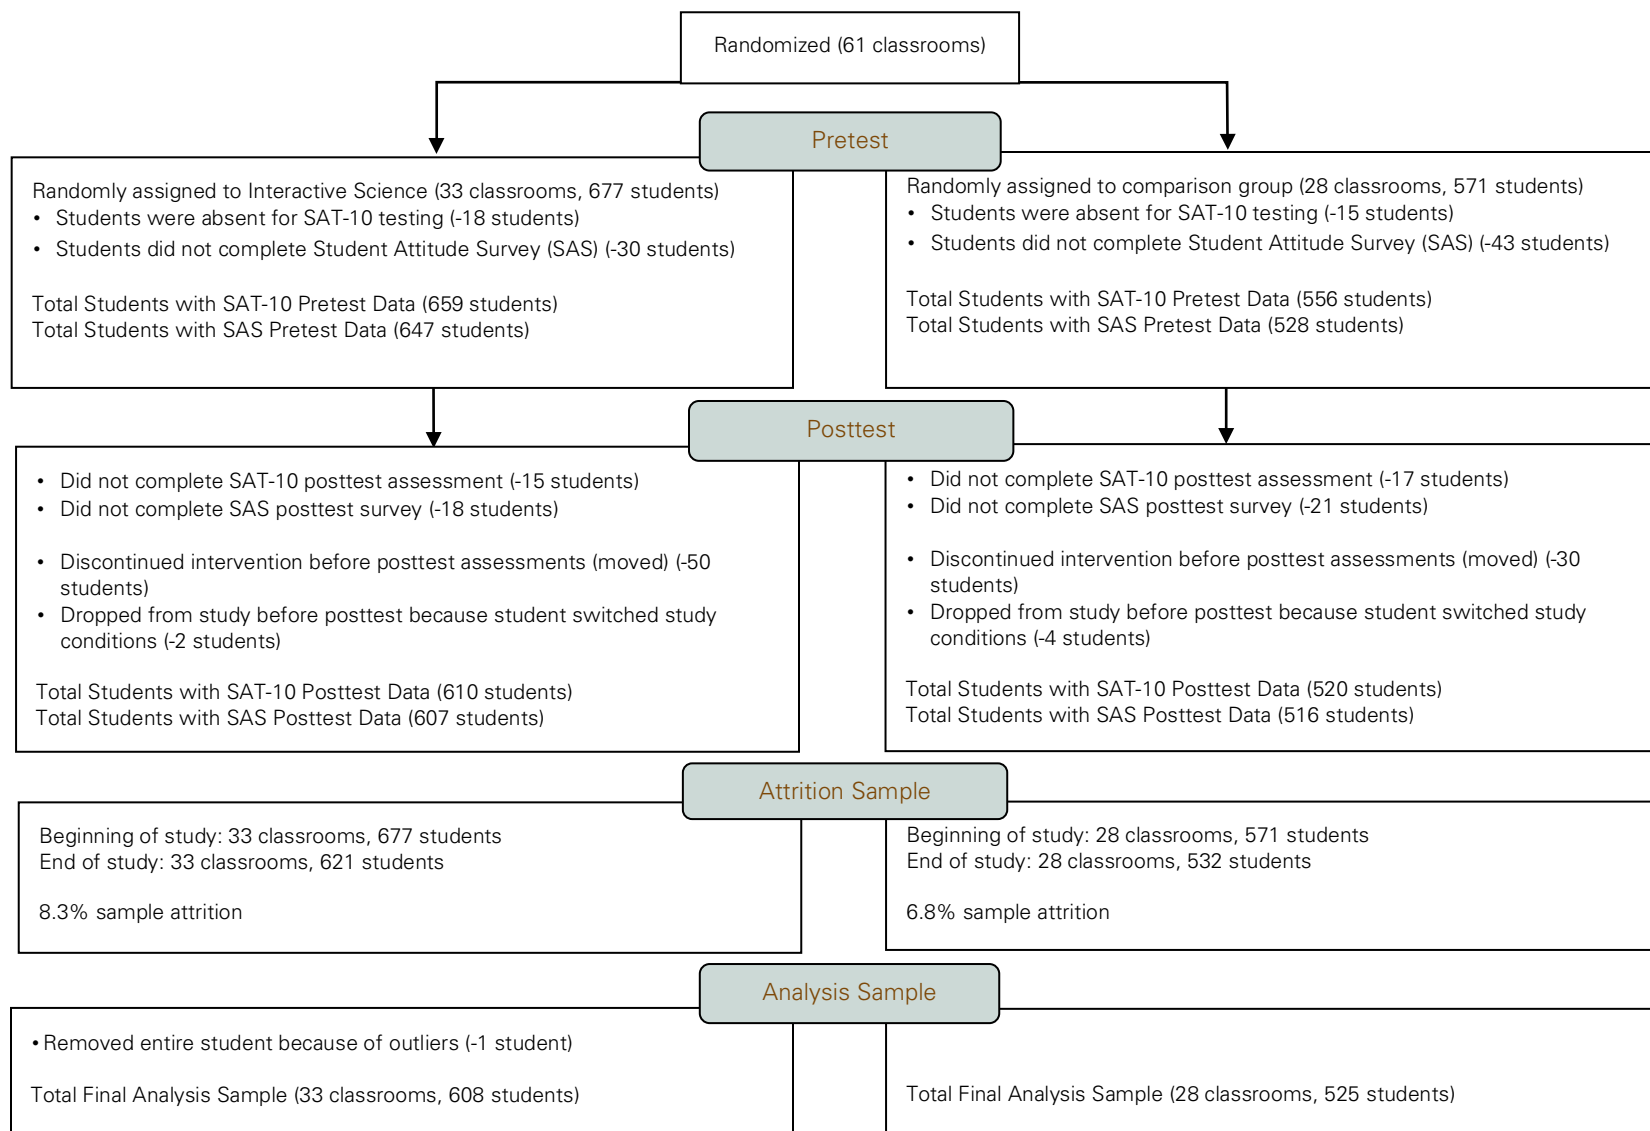 Randomized (61 classrooms)
Pretest
Randomly assigned to Interactive Science (33 classrooms, 677 students)
• Students were absent for SAT-10 testing (-18 students)
• Students did not complete Student Attitude Survey (SAS) (-30 students)
Total Students with SAT-10 Pretest Data (659 students)
Total Students with SAS Pretest Data (647 students)
Randomly assigned to comparison group (28 classrooms, 571 students)
• Students were absent for SAT-10 testing (-15 students)
• Students did not complete Student Attitude Survey (SAS) (-43 students)
Total Students with SAT-10 Pretest Data (556 students)
Total Students with SAS Pretest Data (528 students)
Posttest
• Did not complete SAT-10 posttest assessment (-15 students)
• Did not complete SAS posttest survey (-18 students)
• Discontinued intervention before posttest assessments (moved) (-50
students)
• Dropped from study before posttest because student switched study
conditions (-2 students)
Total Students with SAT-10 Posttest Data (610 students)
Total Students with SAS Posttest Data (607 students)
• Did not complete SAT-10 posttest assessment (-17 students)
• Did not complete SAS posttest survey (-21 students)
• Discontinued intervention before posttest assessments (moved) (-30
students)
• Dropped from study before posttest because student switched study
conditions (-4 students)
Total Students with SAT-10 Posttest Data (520 students)
Total Students with SAS Posttest Data (516 students)
Attrition Sample
Beginning of study: 33 classrooms, 677 students
End of study: 33 classrooms, 621 students
8.3% sample attrition
Beginning of study: 28 classrooms, 571 students
End of study: 28 classrooms, 532 students
6.8% sample attrition
Analysis Sample
• Removed entire student because of outliers (-1 student)
Total Final Analysis Sample (33 classrooms, 608 students)
Total Final Analysis Sample (28 classrooms, 525 students)